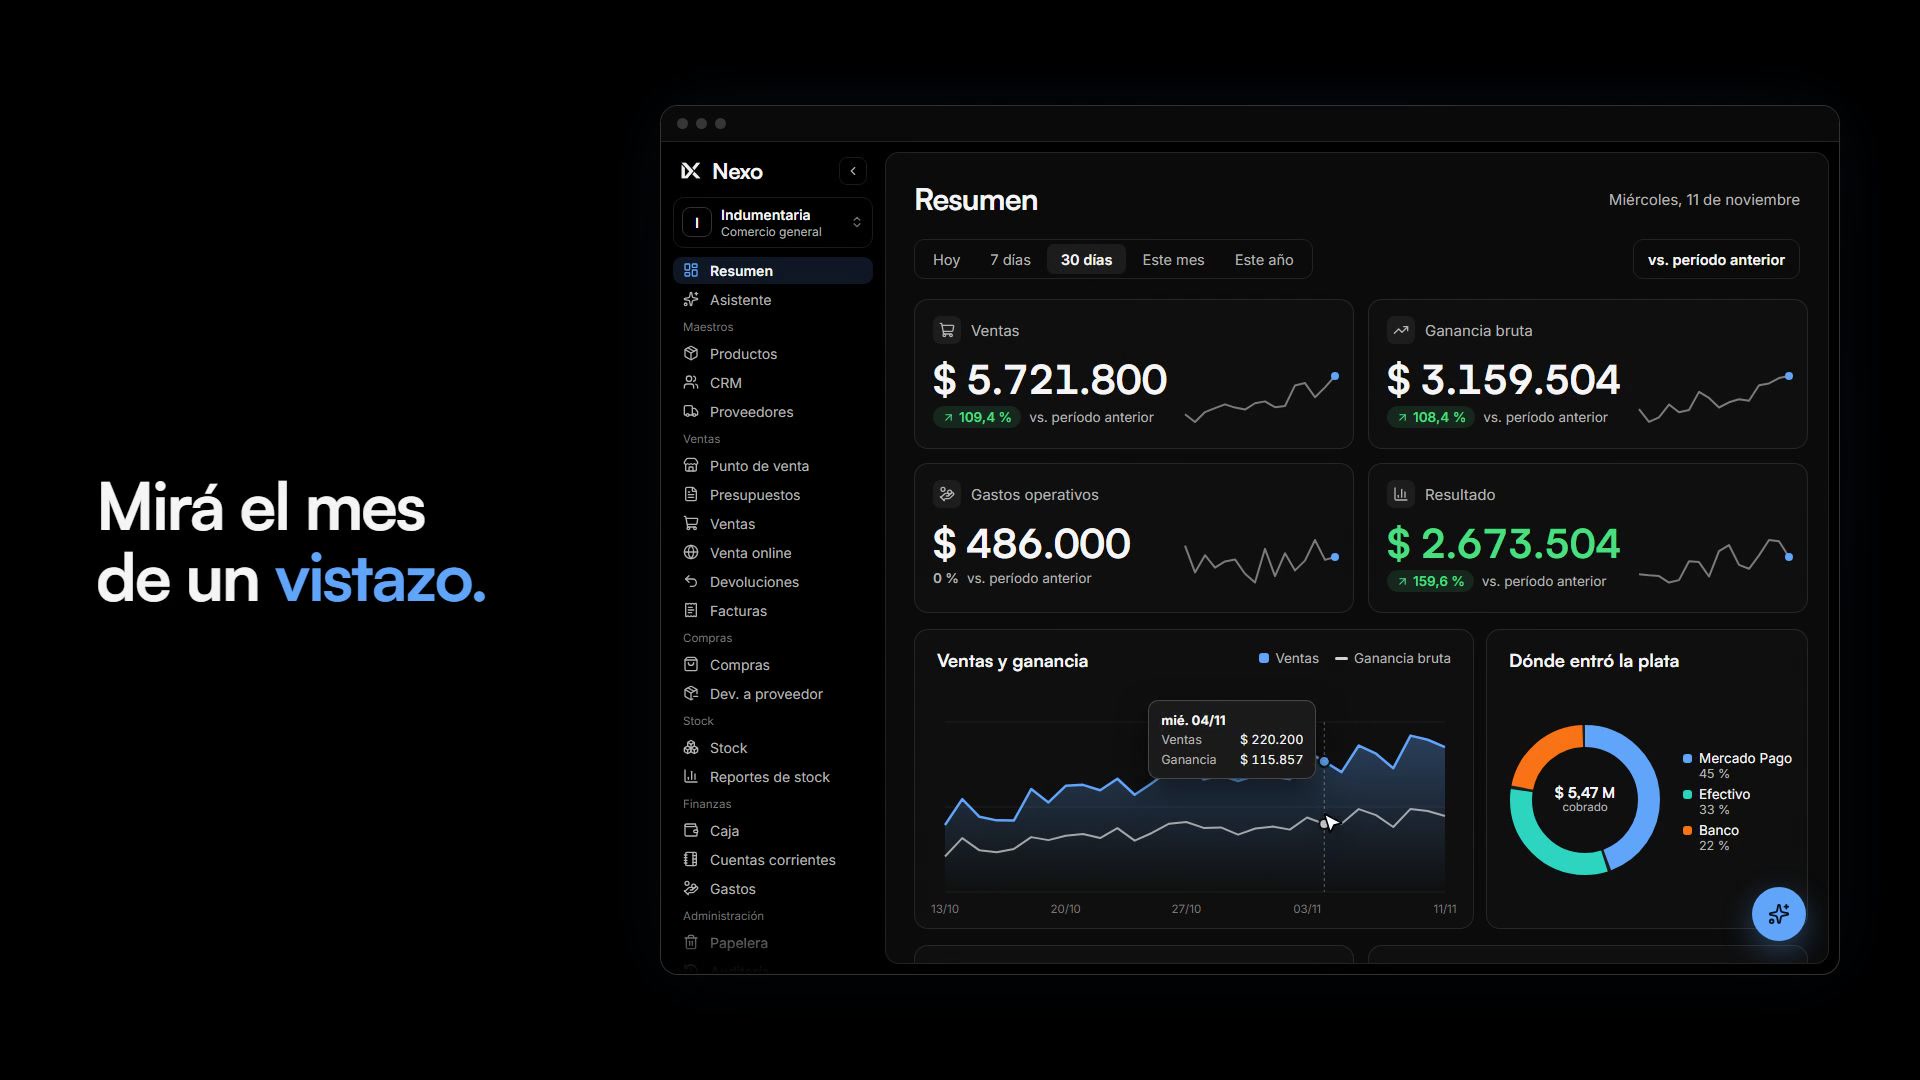 Mirá el mes
de un vistazo.
Nexo
I
Indumentaria
Comercio general
Resumen
Asistente
Maestros
Productos
CRM
Proveedores
Ventas
Punto de venta
Presupuestos
Ventas
Venta online
Devoluciones
Facturas
Compras
Compras
Dev. a proveedor
Stock
Stock
Reportes de stock
Finanzas
Caja
Cuentas corrientes
Gastos
Administración
Papelera
Resumen
Miércoles, 11 de noviembre
Hoy 7 días 30 días Este mes Este año
vs. período anterior
Ventas
$ 5.721.800
109,4 % vs. período anterior
Ganancia bruta
$ 3.159.504
108,4 % vs. período anterior
Gastos operativos
$ 486.000
0 % vs. período anterior
Resultado
$ 2.673.504
159,6 % vs. período anterior
Ventas y ganancia
Ventas Ganancia bruta
mié. 04/11
Ventas $ 220.200
Ganancia $ 115.857
13/10 20/10 27/10 03/11 11/11
Dónde entró la plata
$ 5,47 M
cobrado
Mercado Pago
45 %
Efectivo
33 %
Banco
22 %